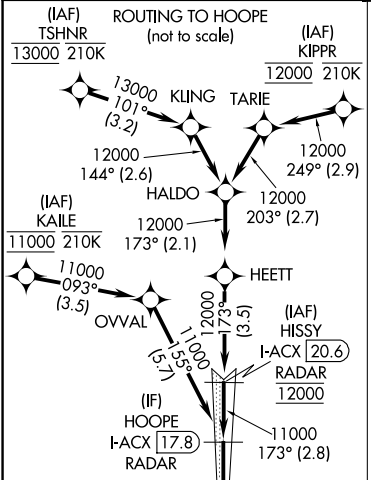 ROUTING TO HOOPE
(not to scale)
(IAF)
TSHNR
13000 210K
(IAF)
KIPPR
12000 210K
13000
101°
(3.2)
KLING
TARIE
12000
144° (2.6)
12000
249° (2.9)
HALDO
12000
203° (2.7)
(IAF)
KAILE
11000 210K
12000
173° (2.1)
11000
093°
(3.5)
HEETT
OVVAL
12000
173°
(3.5)
(IAF)
HISSY
I-ACX 20.6
RADAR
12000
11000
155°
(5.7)
(IF)
HOOPE
I-ACX 17.8
RADAR
11000
173° (2.8)